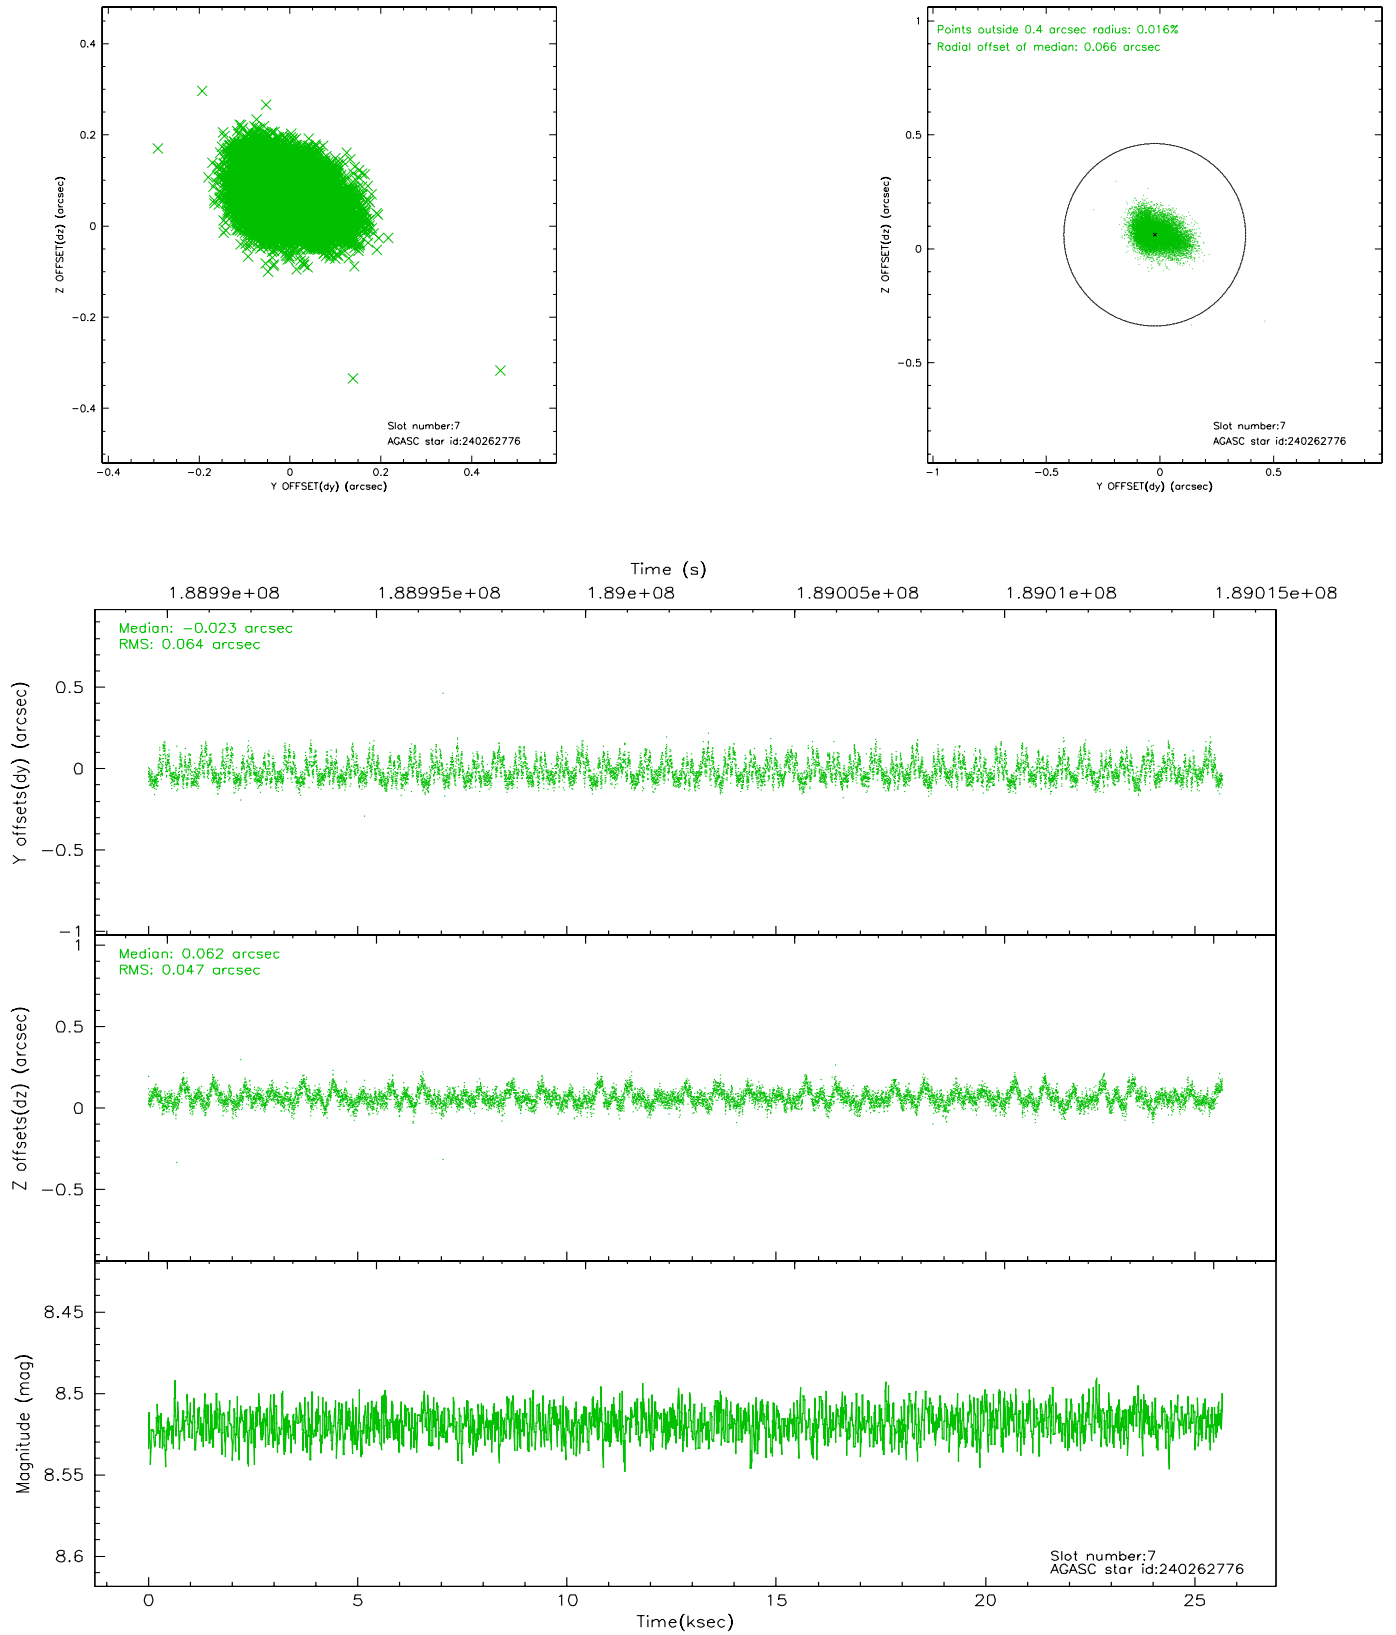 0.4
0.2
0
−0.2
−0.4
Z OFFSET(dz) (arcsec)
Slot number:7
AGASC star id:240262776
−0.4 −0.2 0 0.2 0.4
Y OFFSET(dy) (arcsec)
Points outside 0.4 arcsec radius: 0.016%
Radial offset of median: 0.066 arcsec
1
0.5
0
−0.5
Z OFFSET(dz) (arcsec)
Slot number:7
AGASC star id:240262776
−1 −0.5 0 0.5
Y OFFSET(dy) (arcsec)
Time (s)
1.8899e+08 1.88995e+08 1.89e+08 1.89005e+08 1.8901e+08 1.89015e+08
Median: −0.023 arcsec
RMS: 0.064 arcsec
0.5
0
−0.5
−1
Y offsets(dy) (arcsec)
Median: 0.062 arcsec
RMS: 0.047 arcsec
1
0.5
0
−0.5
Z offsets(dz) (arcsec)
8.45
8.5
8.55
8.6
Magnitude (mag)
Slot number:7
AGASC star id:240262776
0 5 10 15 20 25
Time(ksec)